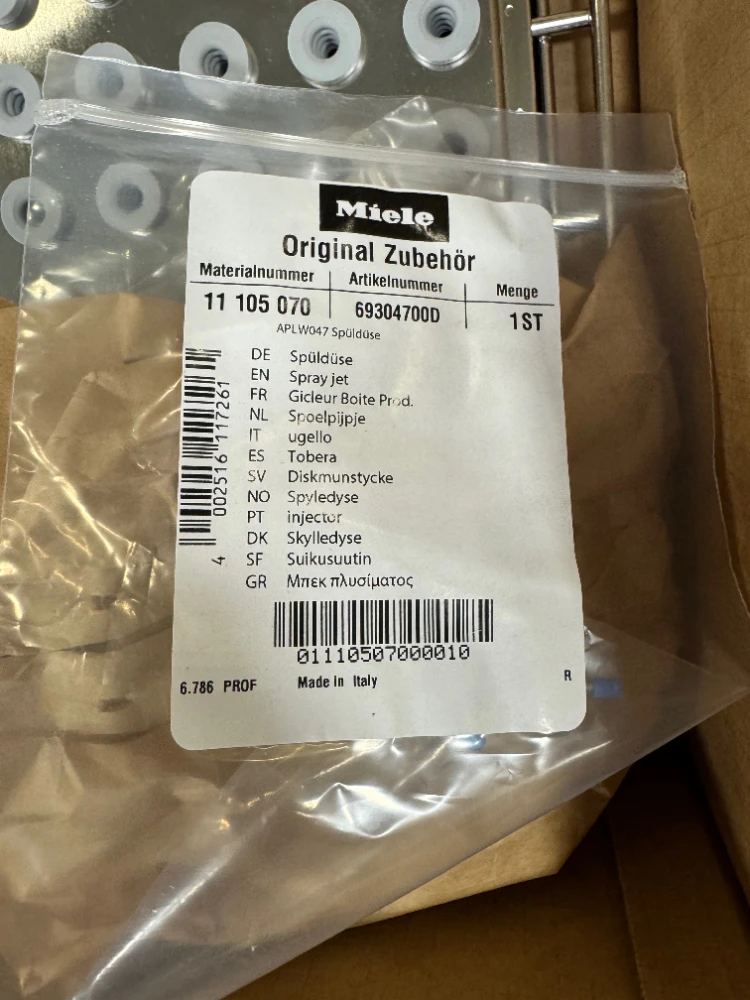 Miele
Original Zubehör
Materialnummer Artikelnummer Menge
11 105 070 69304700D 1ST
APLW047 Spüldüse
DE Spüldüse
EN Spray jet
FR Gicleur Boite Prod.
NL Spoelpijpje
IT ugello
ES Tobera
SV Diskmunstycke
NO Spyledyse
PT injector
DK Skylledyse
SF Suikusuutin
GR Μπεκ πλυσίματος
4 002516 117261
01110507000010
6.786 PROF Made in Italy R